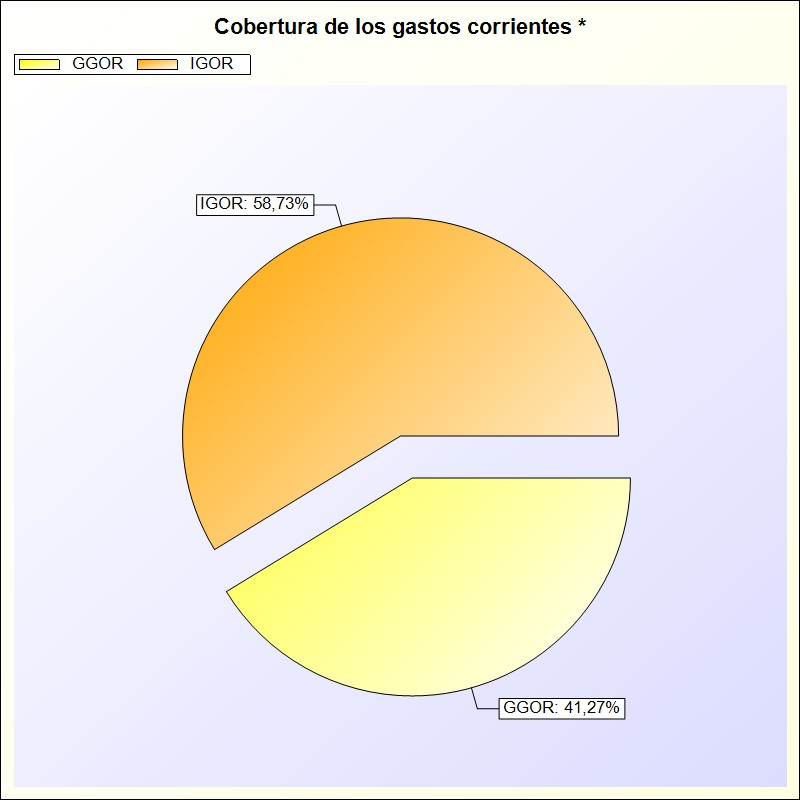 Cobertura de los gastos corrientes *
GGOR IGOR
IGOR: 58,73%
GGOR: 41,27%